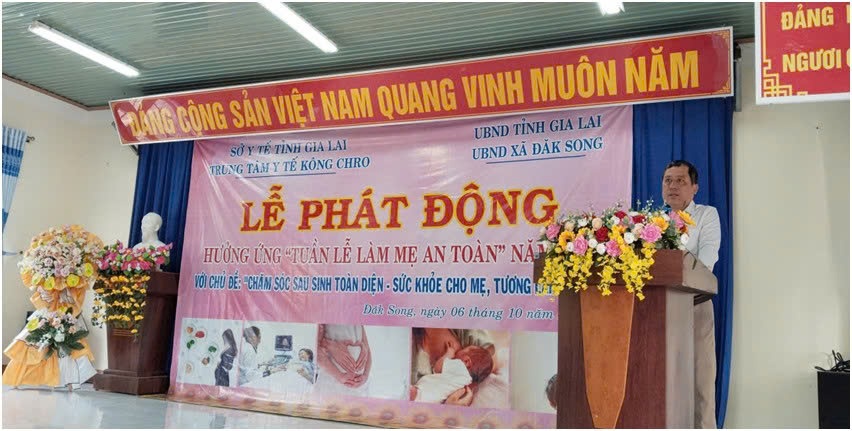 ĐẢNG CỘNG SẢN VIỆT NAM QUANG VINH MUÔN NĂM
ĐẢNG
NGƯỜI
SỞ Y TẾ TỈNH GIA LAI
TRUNG TÂM Y TẾ KÔNG CHRO
UBND TỈNH GIA LAI
UBND XÃ ĐĂK SONG
LỄ PHÁT ĐỘNG
HƯỞNG ỨNG "TUẦN LỄ LÀM MẸ AN TOÀN" NĂM
VỚI CHỦ ĐỀ: "CHĂM SÓC SAU SINH TOÀN DIỆN - SỨC KHỎE CHO MẸ, TƯƠNG
Đăk Song, ngày 06 tháng 10 năm